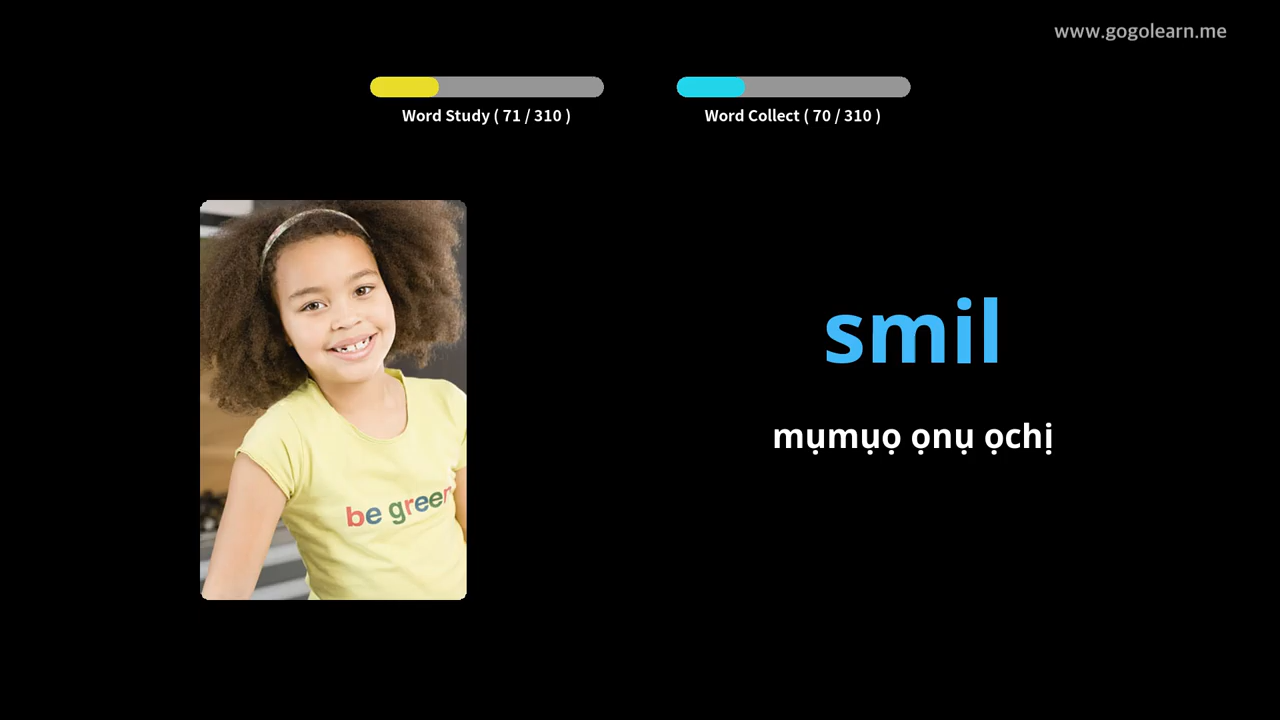 www.gogolearn.me
Word Study ( 71 / 310 )
Word Collect ( 70 / 310 )
smil
mụmụọ ọnụ ọchị
be green